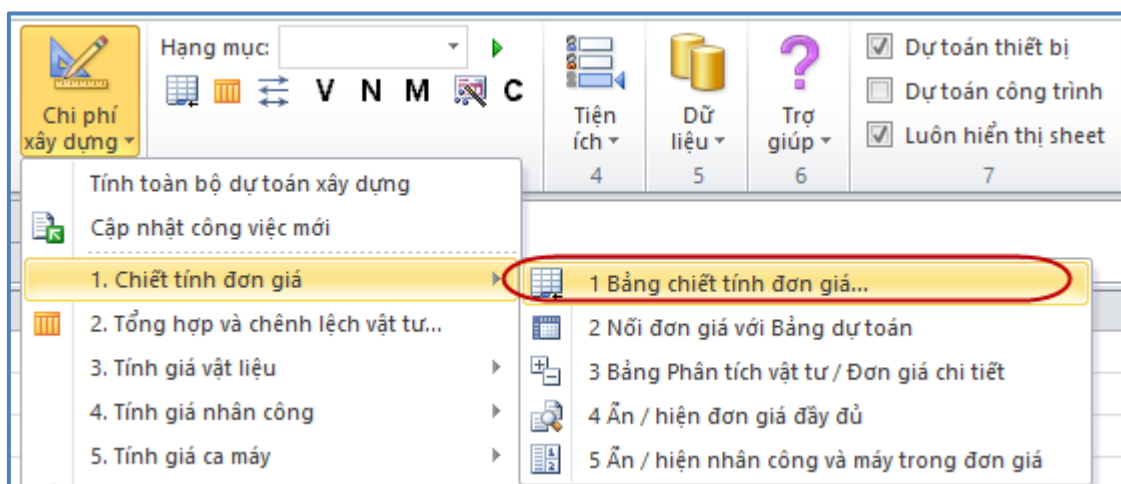 Hạng mục:
V N M C
Chi phí
xây dựng
Tiện
ích
Dữ
liệu
Trợ
giúp
Dự toán thiết bị
Dự toán công trình
Luôn hiển thị sheet
4
5
6
7
Tính toàn bộ dự toán xây dựng
Cập nhật công việc mới
1. Chiết tính đơn giá
2. Tổng hợp và chênh lệch vật tư...
3. Tính giá vật liệu
4. Tính giá nhân công
5. Tính giá ca máy
1 Bảng chiết tính đơn giá...
2 Nối đơn giá với Bảng dự toán
3 Bảng Phân tích vật tư / Đơn giá chi tiết
4 Ẩn / hiện đơn giá đầy đủ
5 Ẩn / hiện nhân công và máy trong đơn giá